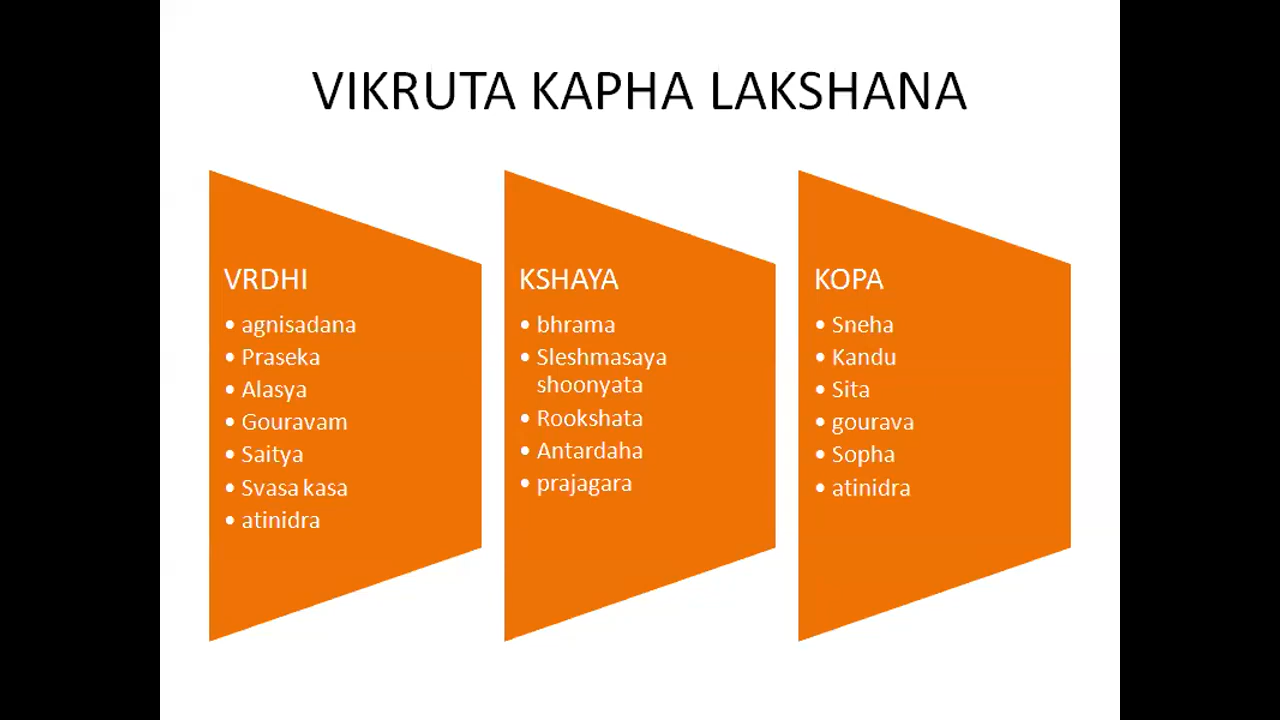 VIKRUTA KAPHA LAKSHANA
VRDHI
• agnisadana
• Praseka
• Alasya
• Gouravam
• Saitya
• Svasa kasa
• atinidra
KSHAYA
• bhrama
• Sleshmasaya
shoonyata
• Rookshata
• Antardaha
• prajagara
KOPA
• Sneha
• Kandu
• Sita
• gourava
• Sopha
• atinidra